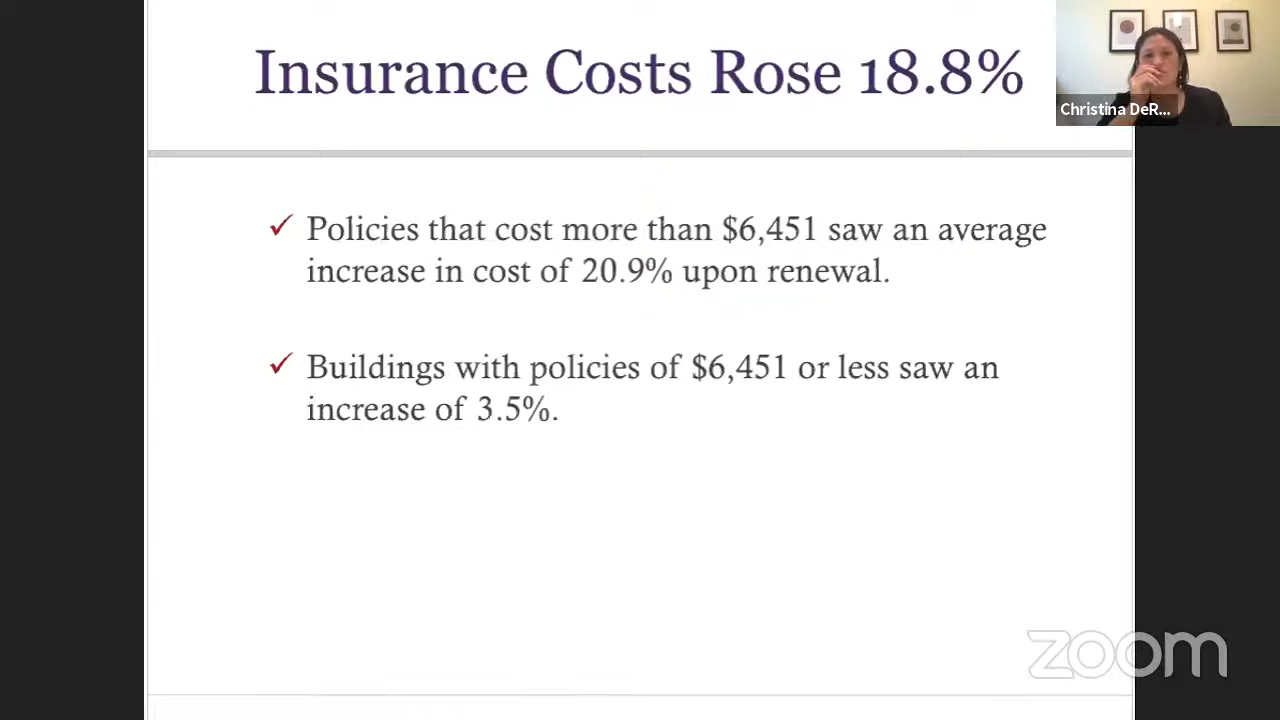 Insurance Costs Rose 18.8%
Christina DeR...
✓ Policies that cost more than $6,451 saw an average
increase in cost of 20.9% upon renewal.
✓ Buildings with policies of $6,451 or less saw an
increase of 3.5%.
zoom